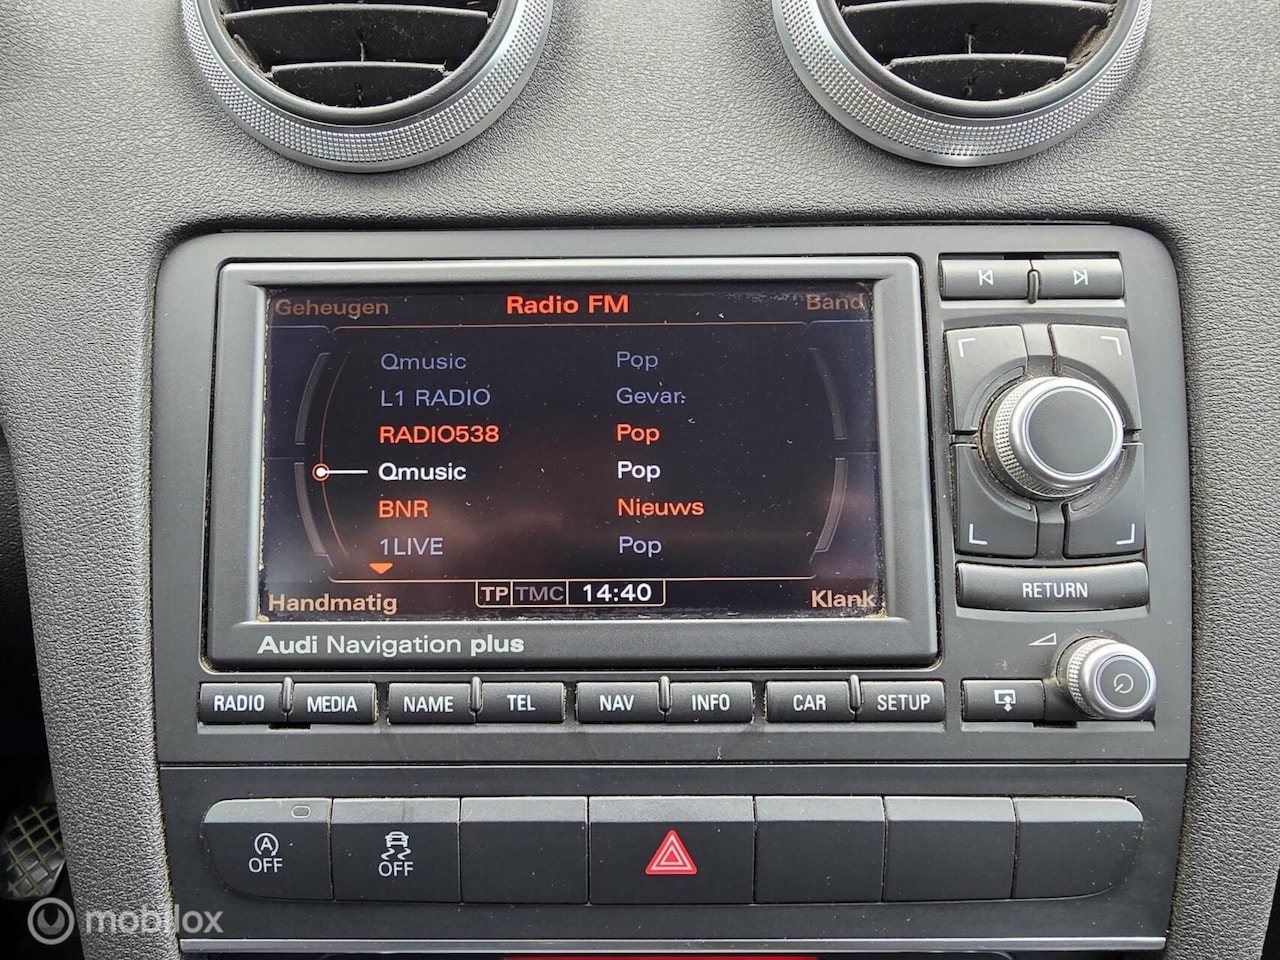 Geheugen Radio FM Band
Qmusic Pop
L1 RADIO Gevar.
RADIO538 Pop
Qmusic Pop
BNR Nieuws
1LIVE Pop
Handmatig TP TMC 14:40 Klank
Audi Navigation plus
RETURN
RADIO MEDIA NAME TEL NAV INFO CAR SETUP
A
OFF OFF
mobilox